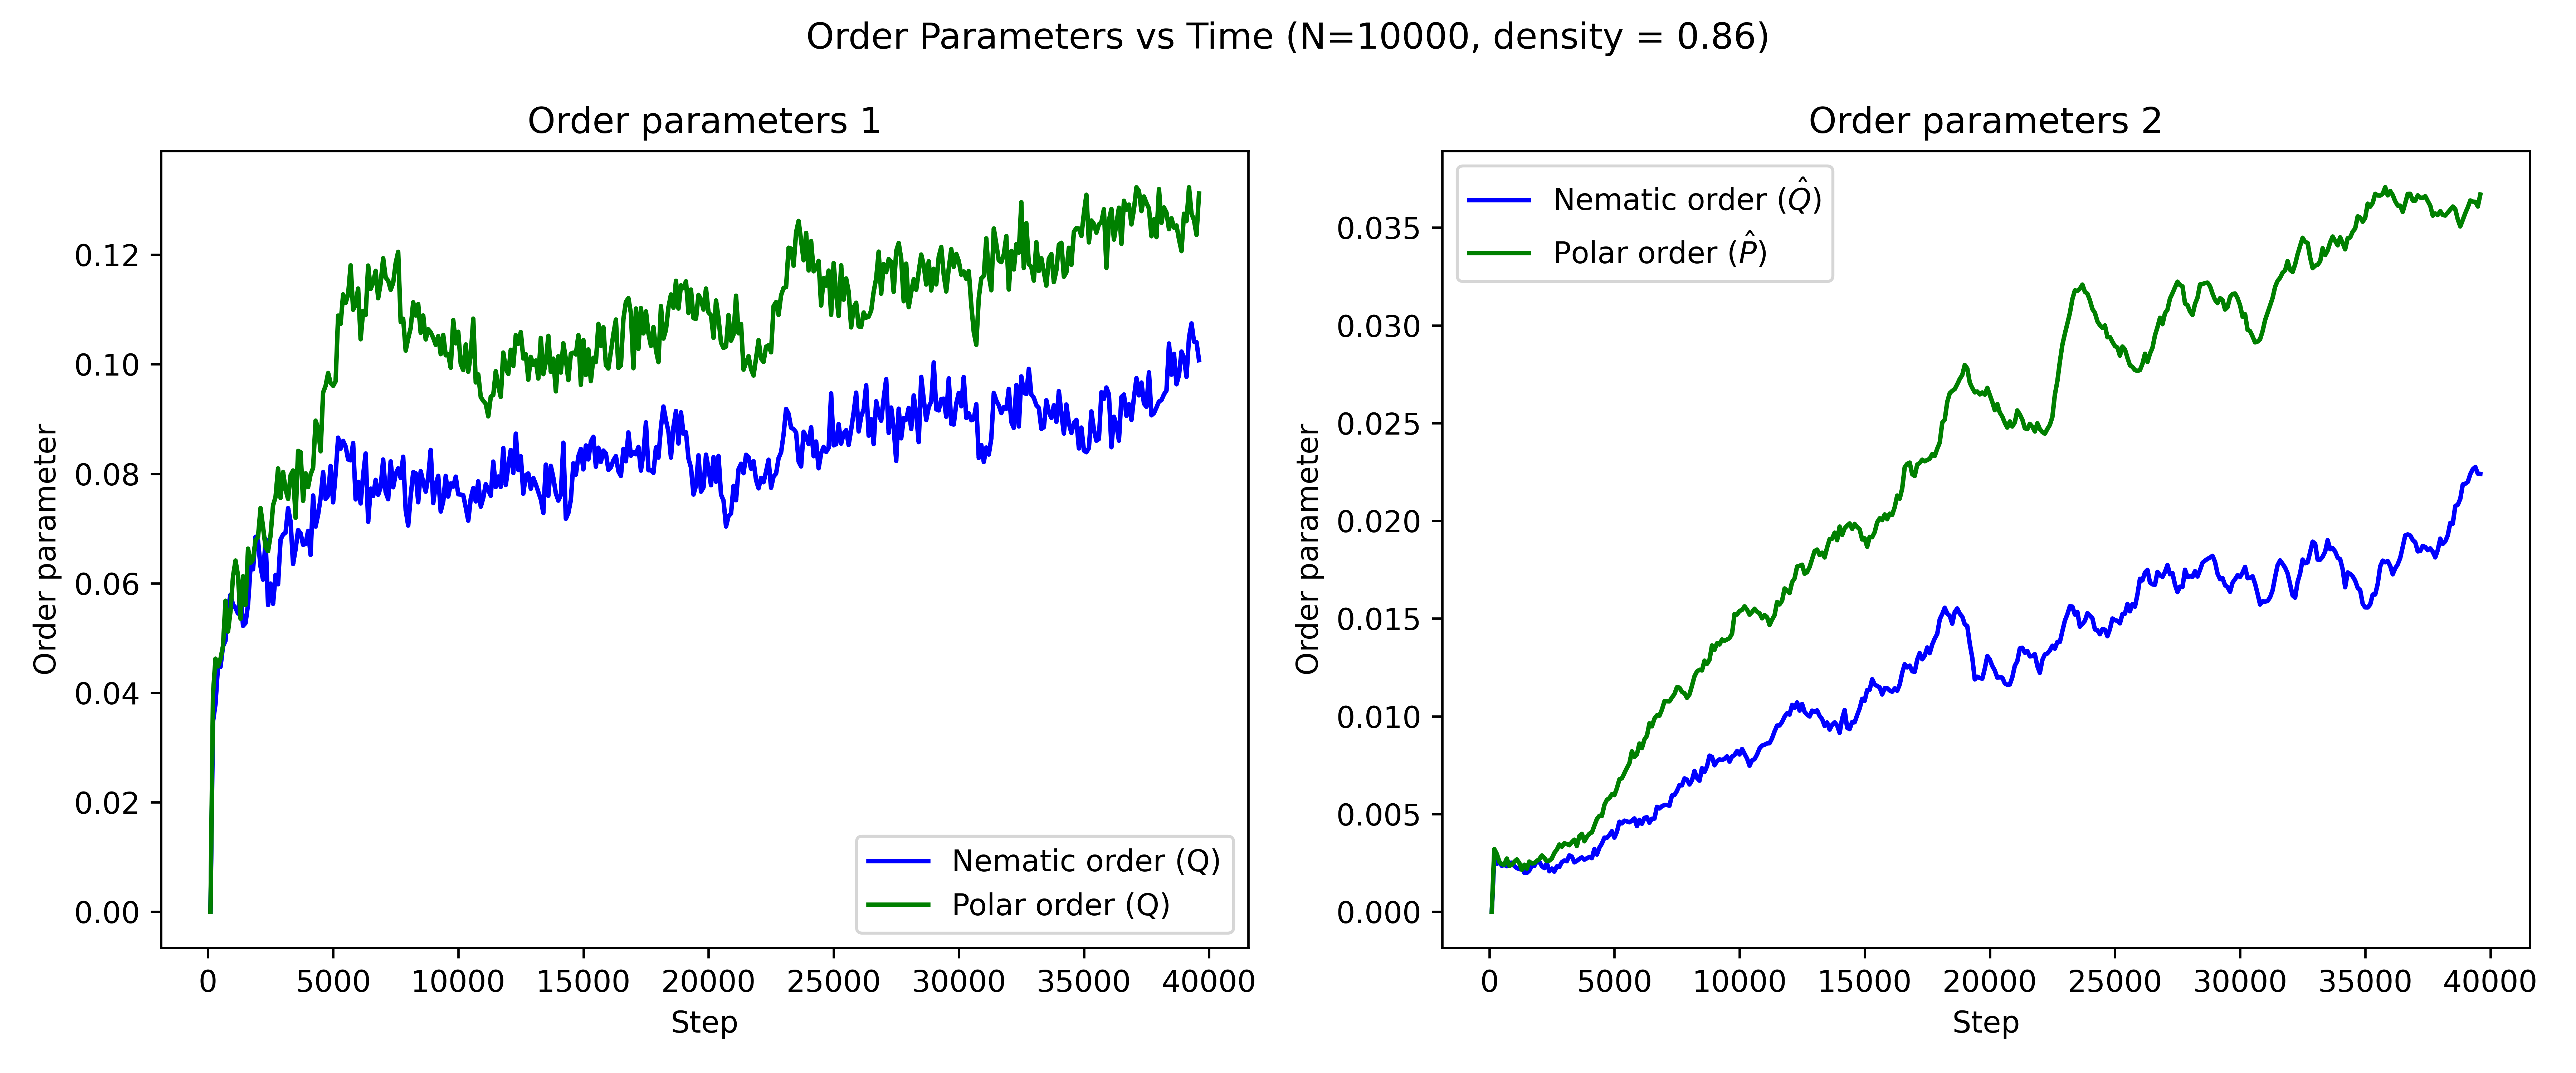 Order Parameters vs Time (N=10000, density = 0.86)
Order parameters 1
Order parameter
0.12
0.10
0.08
0.06
0.04
0.02
0.00
Nematic order (Q)
Polar order (Q)
0 5000 10000 15000 20000 25000 30000 35000 40000
Step
Order parameters 2
Order parameter
Nematic order (Q̂)
Polar order (P̂)
0.035
0.030
0.025
0.020
0.015
0.010
0.005
0.000
0 5000 10000 15000 20000 25000 30000 35000 40000
Step